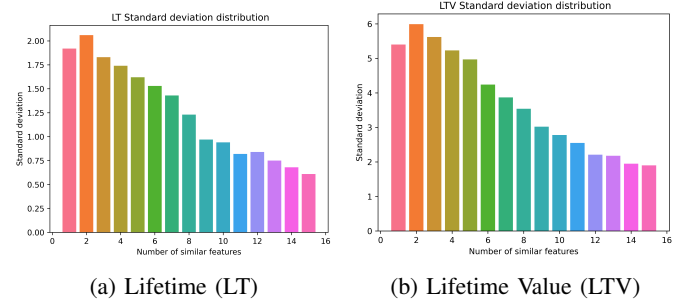 LT Standard deviation distribution
Standard deviation
2.00
1.75
1.50
1.25
1.00
0.75
0.50
0.25
0.00
0 2 4 6 8 10 12 14 16
Number of similar features
(a) Lifetime (LT)
LTV Standard deviation distribution
Standard deviation
6
5
4
3
2
1
0
0 2 4 6 8 10 12 14 16
Number of similar features
(b) Lifetime Value (LTV)